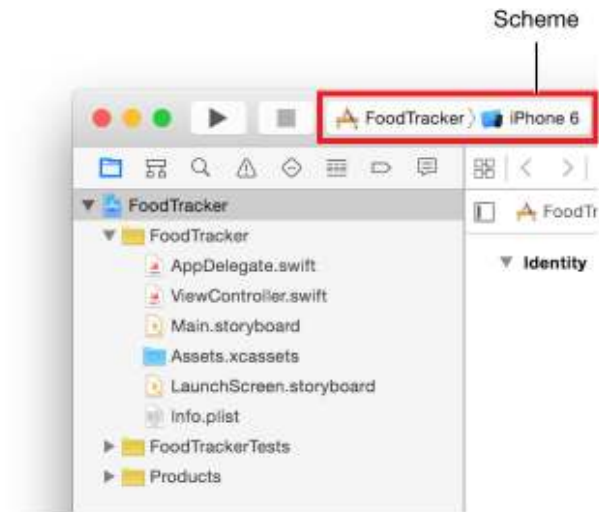 Scheme
FoodTracker iPhone 6
FoodTracker
FoodTr
FoodTracker
Identity
AppDelegate.swift
ViewController.swift
Main.storyboard
Assets.xcassets
LaunchScreen.storyboard
Info.plist
FoodTrackerTests
Products